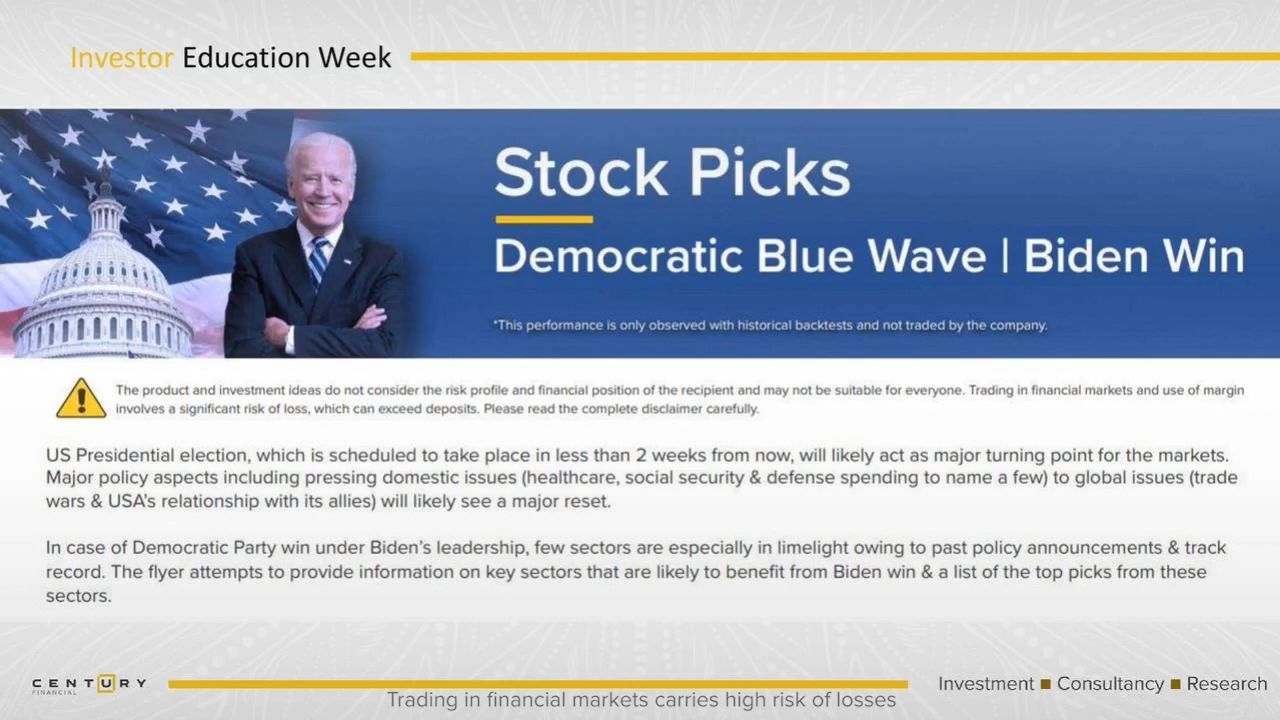 Investor Education Week
Stock Picks
Democratic Blue Wave | Biden Win
*This performance is only observed with historical backtests and not traded by the company.
The product and investment ideas do not consider the risk profile and financial position of the recipient and may not be suitable for everyone. Trading in financial markets and use of margin
involves a significant risk of loss, which can exceed deposits. Please read the complete disclaimer carefully.
US Presidential election, which is scheduled to take place in less than 2 weeks from now, will likely act as major turning point for the markets.
Major policy aspects including pressing domestic issues (healthcare, social security & defense spending to name a few) to global issues (trade
wars & USA's relationship with its allies) will likely see a major reset.
In case of Democratic Party win under Biden's leadership, few sectors are especially in limelight owing to past policy announcements & track
record. The flyer attempts to provide information on key sectors that are likely to benefit from Biden win & a list of the top picks from these
sectors.
CENTURY
FINANCIAL
Trading in financial markets carries high risk of losses
Investment ■ Consultancy ■ Research